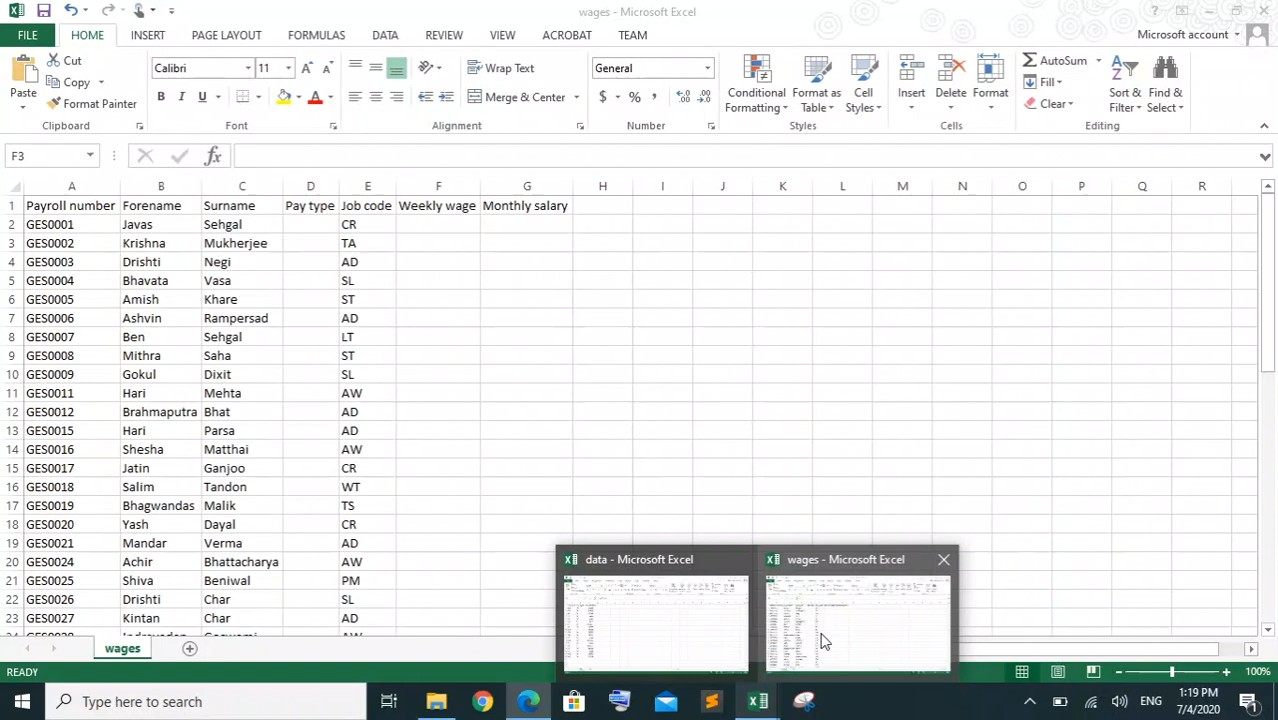 wages - Microsoft Excel
FILE HOME INSERT PAGE LAYOUT FORMULAS DATA REVIEW VIEW ACROBAT TEAM Microsoft account
Paste Cut Copy Format Painter Clipboard
Calibri 11 B I U A Font
Wrap Text Merge & Center Alignment
General $ % , Number
Conditional Formatting Format as Table Cell Styles Styles
Insert Delete Format Cells
AutoSum Fill Clear Sort & Filter Find & Select Editing
F3 fx
A B C D E F G H I J K L M N O P Q R
1 Payroll number Forename Surname Pay type Job code Weekly wage Monthly salary
2 GES0001 Javas Sehgal CR
3 GES0002 Krishna Mukherjee TA
4 GES0003 Drishti Negi AD
5 GES0004 Bhavata Vasa SL
6 GES0005 Amish Khare ST
7 GES0006 Ashvin Rampersad AD
8 GES0007 Ben Sehgal LT
9 GES0008 Mithra Saha ST
10 GES0009 Gokul Dixit SL
11 GES0011 Hari Mehta AW
12 GES0012 Brahmaputra Bhat AD
13 GES0015 Hari Parsa AD
14 GES0016 Shesha Matthai AW
15 GES0017 Jatin Ganjoo CR
16 GES0018 Salim Tandon WT
17 GES0019 Bhagwandas Malik TS
18 GES0020 Yash Dayal CR
19 GES0021 Mandar Verma AD
20 GES0024 Achir Bhattacharya AW
21 GES0025 Shiva Beniwal PM
22 GES0026 Drishti Char SL
23 GES0027 Kintan Char AD
data - Microsoft Excel wages - Microsoft Excel
wages
READY 100%
Type here to search
ENG 1:19 PM
7/4/2020 1